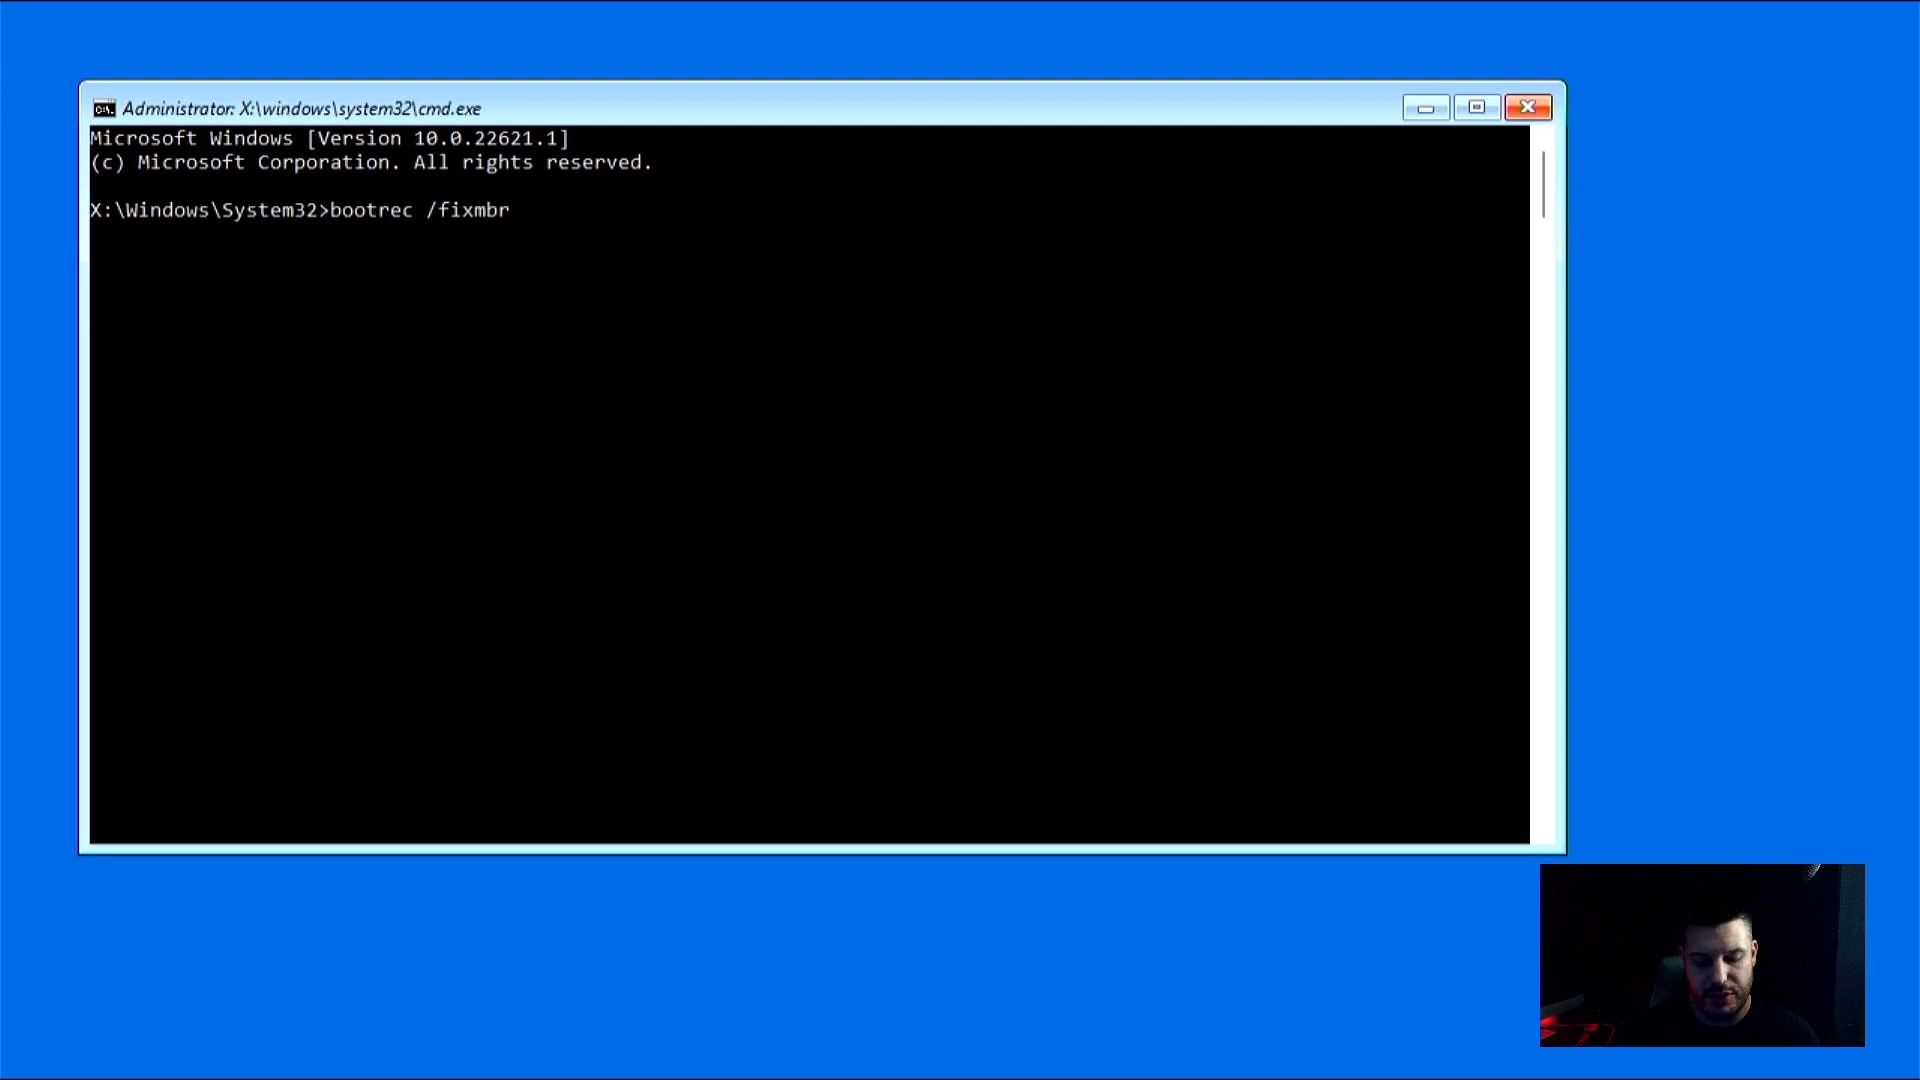 Administrator: X:\windows\system32\cmd.exe
Microsoft Windows [Version 10.0.22621.1]
(c) Microsoft Corporation. All rights reserved.
X:\Windows\System32>bootrec /fixmbr